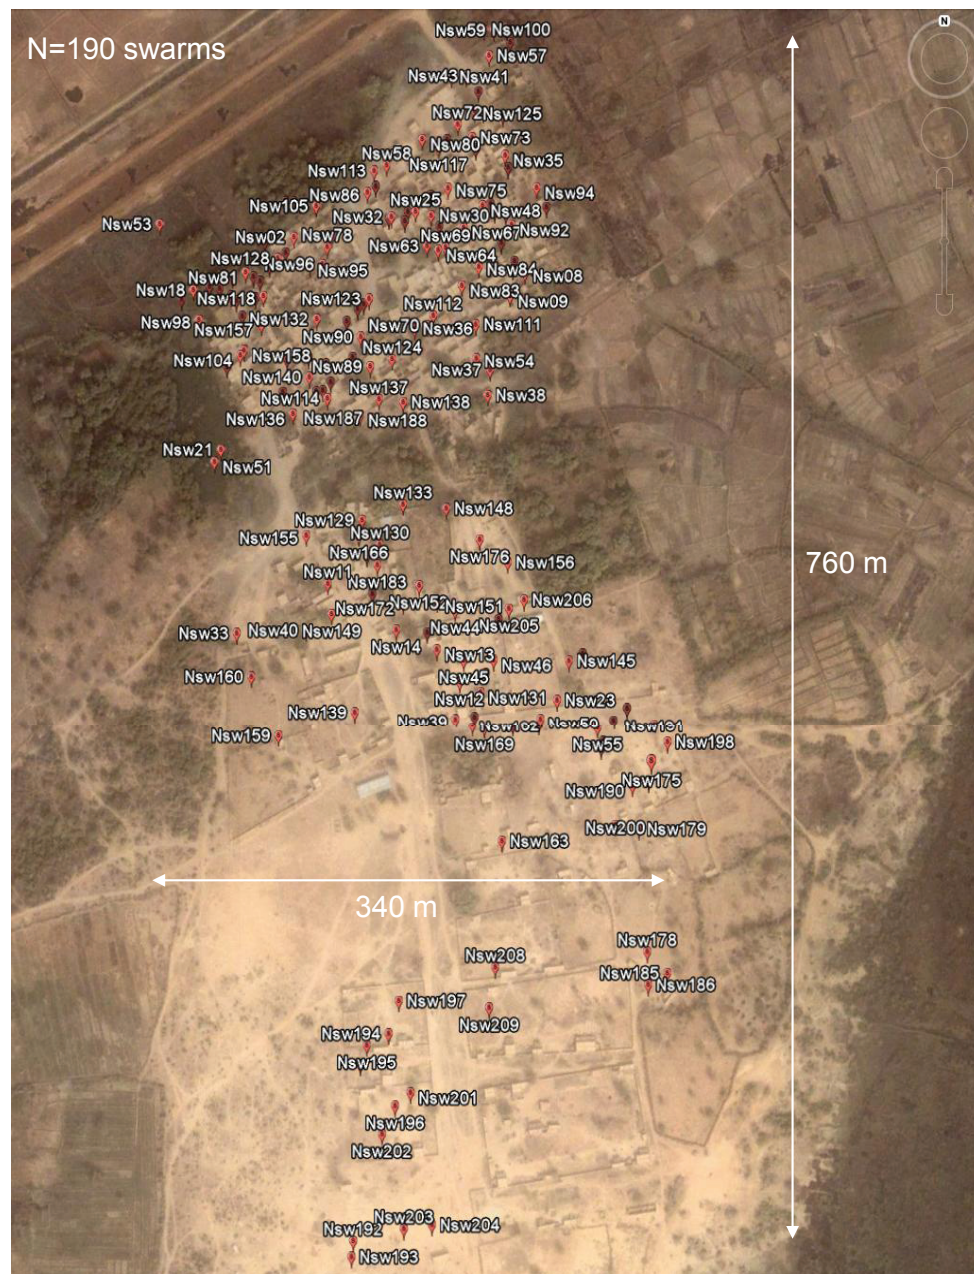 Nsw59 Nsw100
N
N=190 swarms
Nsw57
Nsw43 Nsw41
Nsw72 Nsw125
Nsw80 Nsw73
Nsw58
Nsw117 Nsw35
Nsw113
Nsw86 Nsw75 Nsw94
Nsw25
Nsw105 Nsw32 Nsw30 Nsw48
Nsw53
Nsw02 Nsw78 Nsw69 Nsw67 Nsw92
Nsw63 Nsw64
Nsw128 Nsw96 Nsw95 Nsw84 Nsw08
Nsw81
Nsw18 Nsw118 Nsw123 Nsw112 Nsw83 Nsw09
Nsw98 Nsw157 Nsw132 Nsw70 Nsw36 Nsw111
Nsw90
Nsw124
Nsw104 Nsw158 Nsw89 Nsw37 Nsw54
Nsw140
Nsw114 Nsw137 Nsw138 Nsw38
Nsw136 Nsw187 Nsw188
Nsw21
Nsw51
Nsw133
Nsw148
Nsw129
Nsw155 Nsw130
Nsw166 Nsw176 Nsw156
760 m
Nsw11 Nsw183
Nsw172 Nsw152 Nsw151 Nsw206
Nsw33 Nsw40 Nsw149 Nsw44 Nsw205
Nsw14
Nsw13 Nsw46 Nsw145
Nsw160 Nsw45
Nsw12 Nsw131 Nsw23
Nsw139 Nsw39
Nsw159 Nsw169 Nsw55 Nsw198
Nsw175
Nsw190
Nsw200 Nsw179
Nsw163
340 m
Nsw178
Nsw208
Nsw185
Nsw186
Nsw197
Nsw209
Nsw194
Nsw195
Nsw201
Nsw196
Nsw202
Nsw203 Nsw204
Nsw192
Nsw193